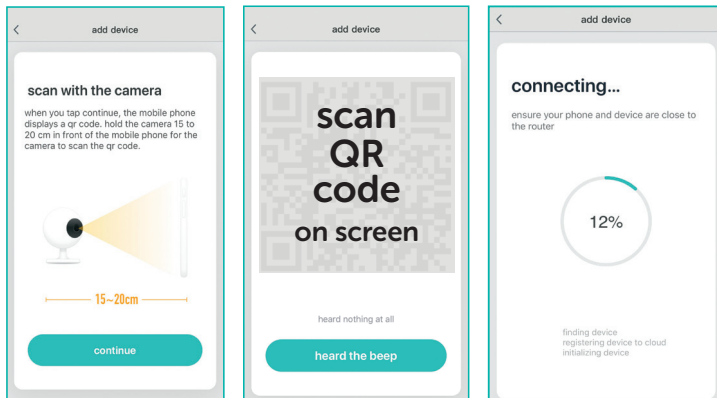 add device
scan with the camera
when you tap continue, the mobile phone
displays a qr code. hold the camera 15 to
20 cm in front of the mobile phone for the
camera to scan the qr code.
15~20cm
continue
add device
scan
QR
code
on screen
heard nothing at all
heard the beep
add device
connecting...
ensure your phone and device are close to
the router
12%
finding device
registering device to cloud
initializing device